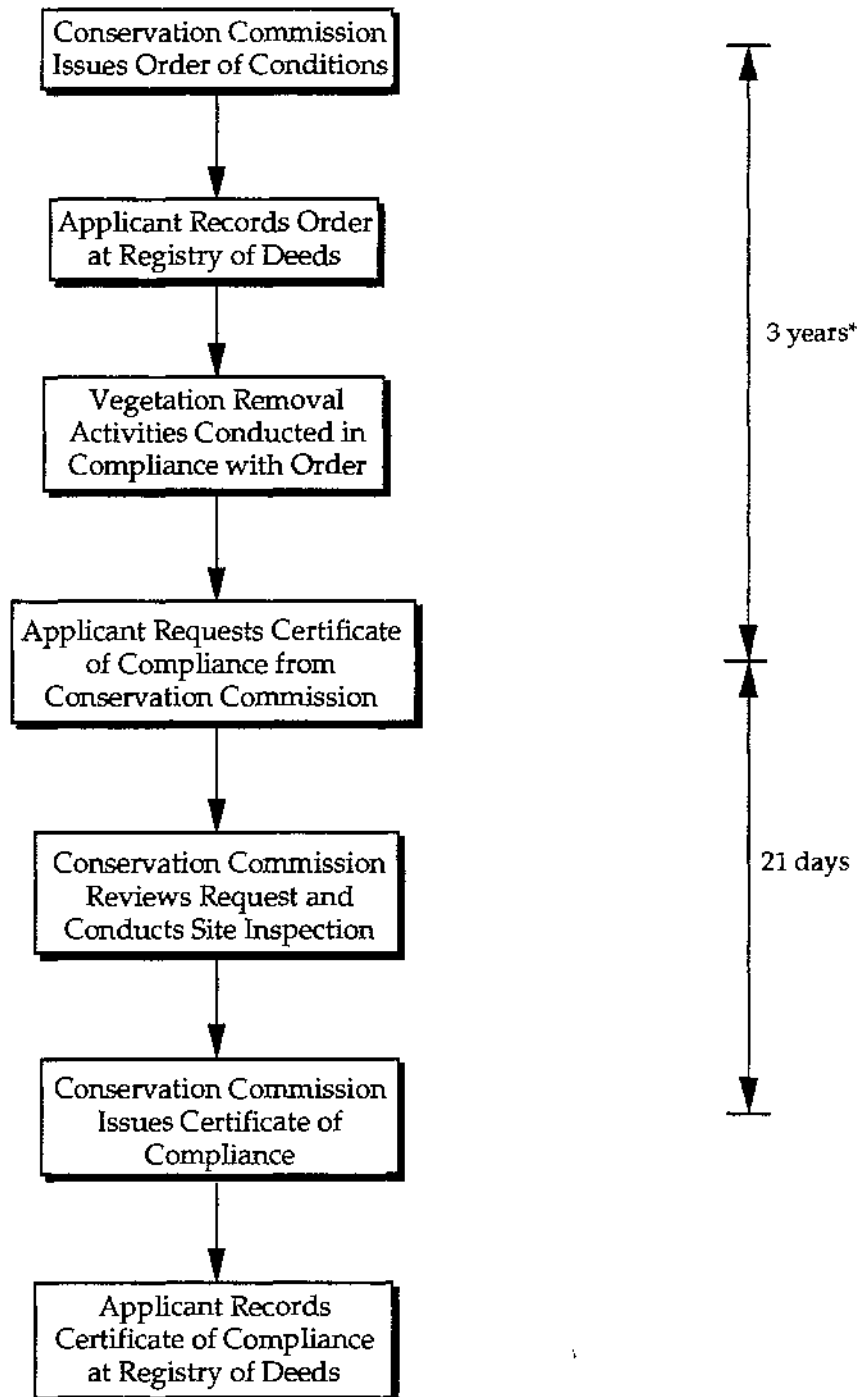 Conservation Commission
Issues Order of Conditions
Applicant Records Order
at Registry of Deeds
3 years*
Vegetation Removal
Activities Conducted in
Compliance with Order
Applicant Requests Certificate
of Compliance from
Conservation Commission
Conservation Commission
Reviews Request and
Conducts Site Inspection
21 days
Conservation Commission
Issues Certificate of
Compliance
Applicant Records
Certificate of Compliance
at Registry of Deeds